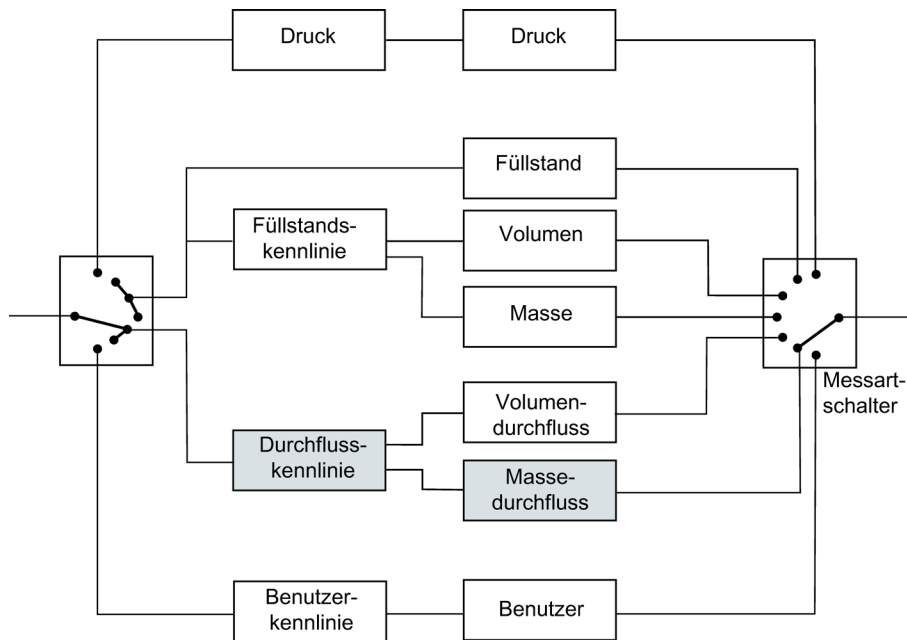 Druck
Druck
Füllstand
Füllstands-
kennlinie
Volumen
Masse
Messart-
schalter
Volumen-
durchfluss
Durchfluss-
kennlinie
Masse-
durchfluss
Benutzer-
kennlinie
Benutzer